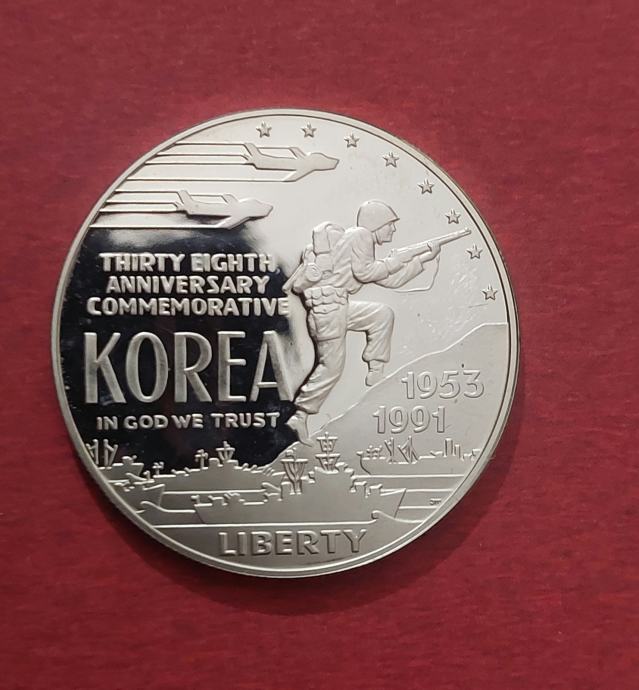 THIRTY EIGHTH
ANNIVERSARY
COMMEMORATIVE
KOREA
IN GOD WE TRUST
1953
1991
LIBERTY